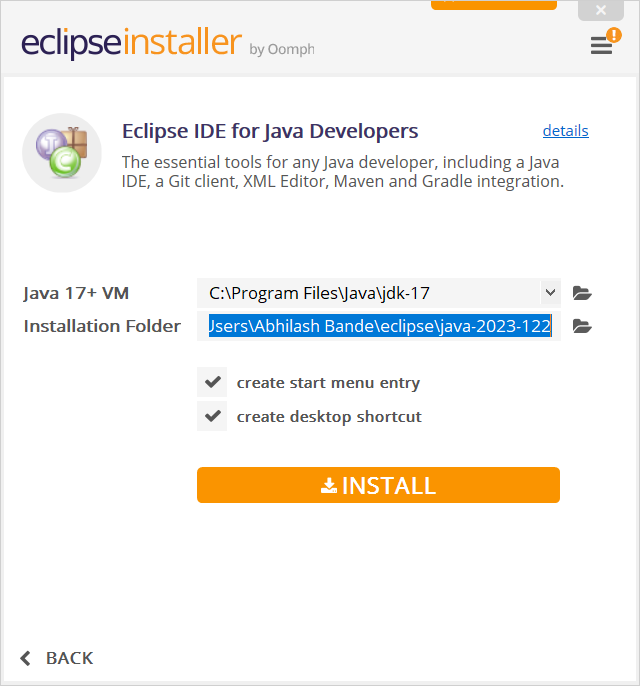 eclipseinstaller by Oomph
!
Eclipse IDE for Java Developers
details
The essential tools for any Java developer, including a Java
IDE, a Git client, XML Editor, Maven and Gradle integration.
Java 17+ VM
C:\Program Files\Java\jdk-17
Installation Folder
Users\Abhilash Bande\eclipse\java-2023-122
create start menu entry
create desktop shortcut
INSTALL
BACK